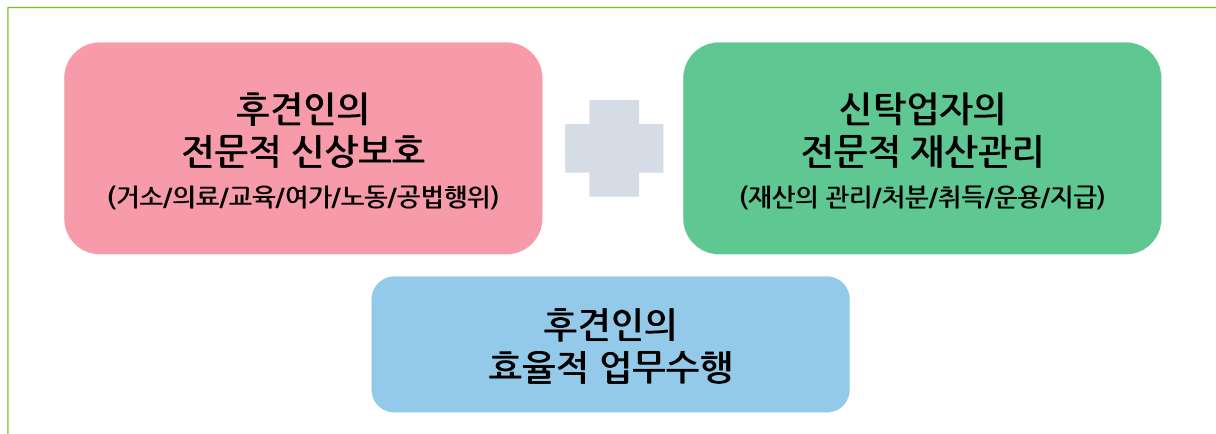 후견인의
전문적 신상보호
(거소/의료/교육/여가/노동/공법행위)
신탁업자의
전문적 재산관리
(재산의 관리/처분/취득/운용/지급)
후견인의
효율적 업무수행